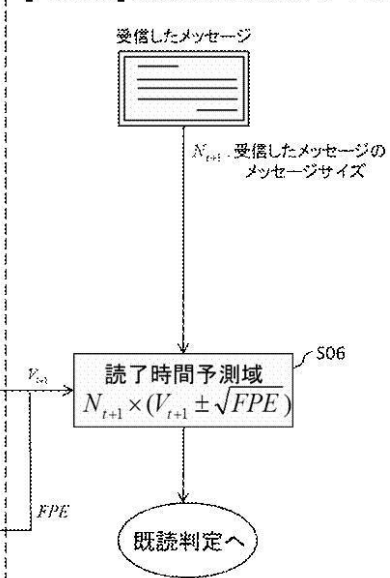 受信したメッセージ
N_{t+1}:受信したメッセージの
メッセージサイズ
S06
V_{t+1}
読了時間予測域
N_{t+1}×(V_{t+1}±√FPE)
FPE
既読判定へ